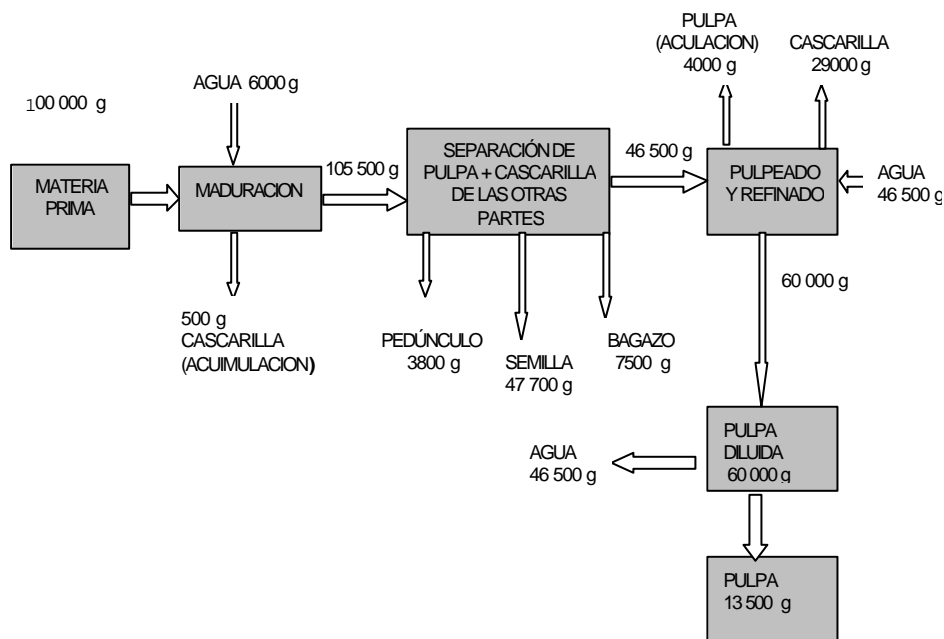 PULPA
(ACULACION)
4000 g
CASCARILLA
29000 g
AGUA 6000 g
100 000 g
MATERIA
PRIMA
MADURACION
105 500 g
SEPARACIÓN DE
PULPA + CASCARILLA
DE LAS OTRAS
PARTES
46 500 g
PULPEADO
Y REFINADO
AGUA
46 500 g
500 g
CASCARILLA
(ACUIMULACION)
PEDÚNCULO
3800 g
SEMILLA
47 700 g
BAGAZO
7500 g
60 000 g
AGUA
46 500 g
PULPA
DILUIDA
60 000 g
PULPA
13 500 g